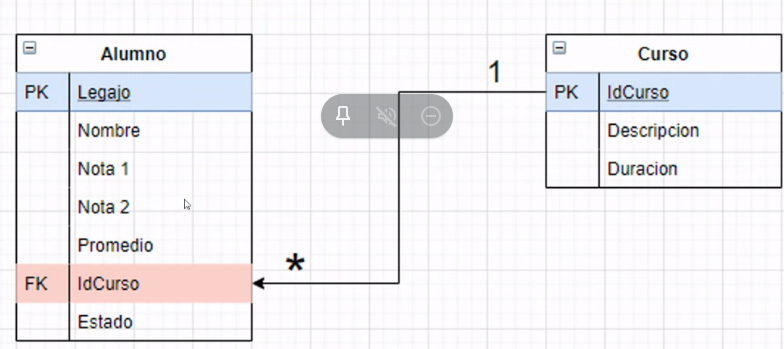 Alumno
PK Legajo
Nombre
Nota 1
Nota 2
Promedio
FK IdCurso
Estado
1
*
Curso
PK IdCurso
Descripcion
Duracion